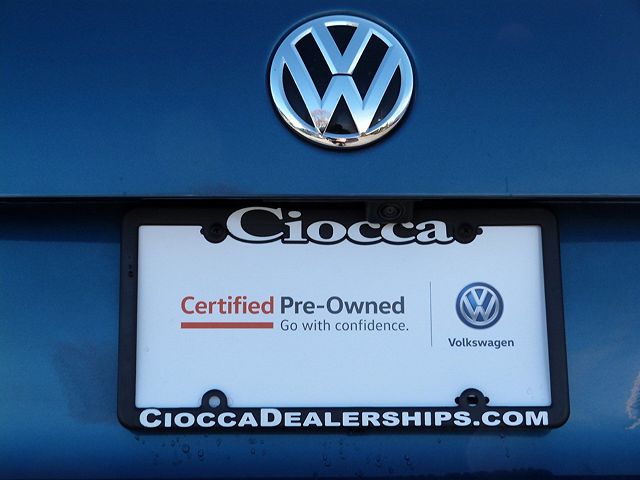 Ciocca
Certified Pre-Owned
Go with confidence.
Volkswagen
CIOCCADEALERSHIPS.COM